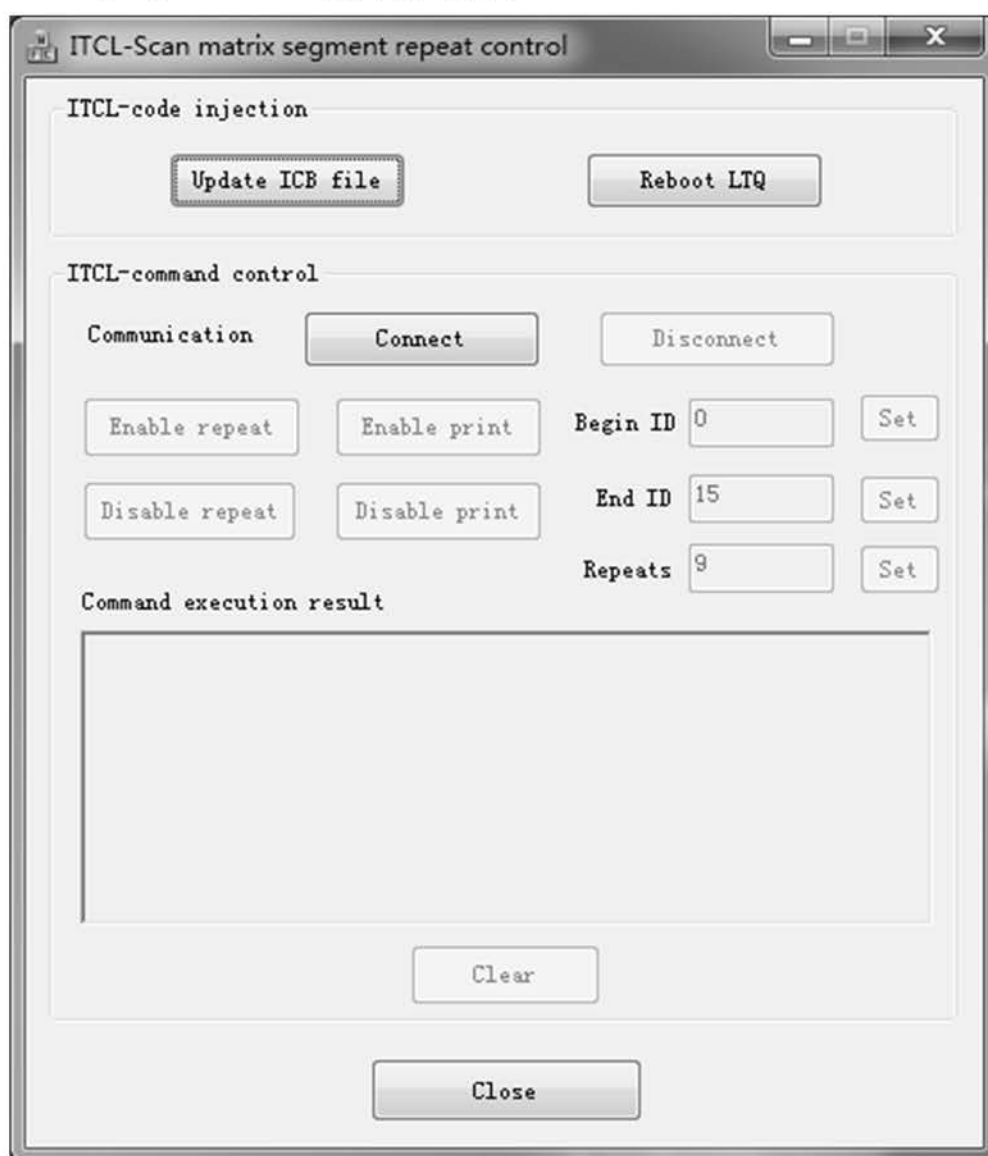 ITCL-Scan matrix segment repeat control
ITCL-code injection
Update ICB file Reboot LTQ
ITCL-command control
Communication Connect Disconnect
Enable repeat Enable print Begin ID 0 Set
Disable repeat Disable print End ID 15 Set
Repeats 9 Set
Command execution result
Clear
Close